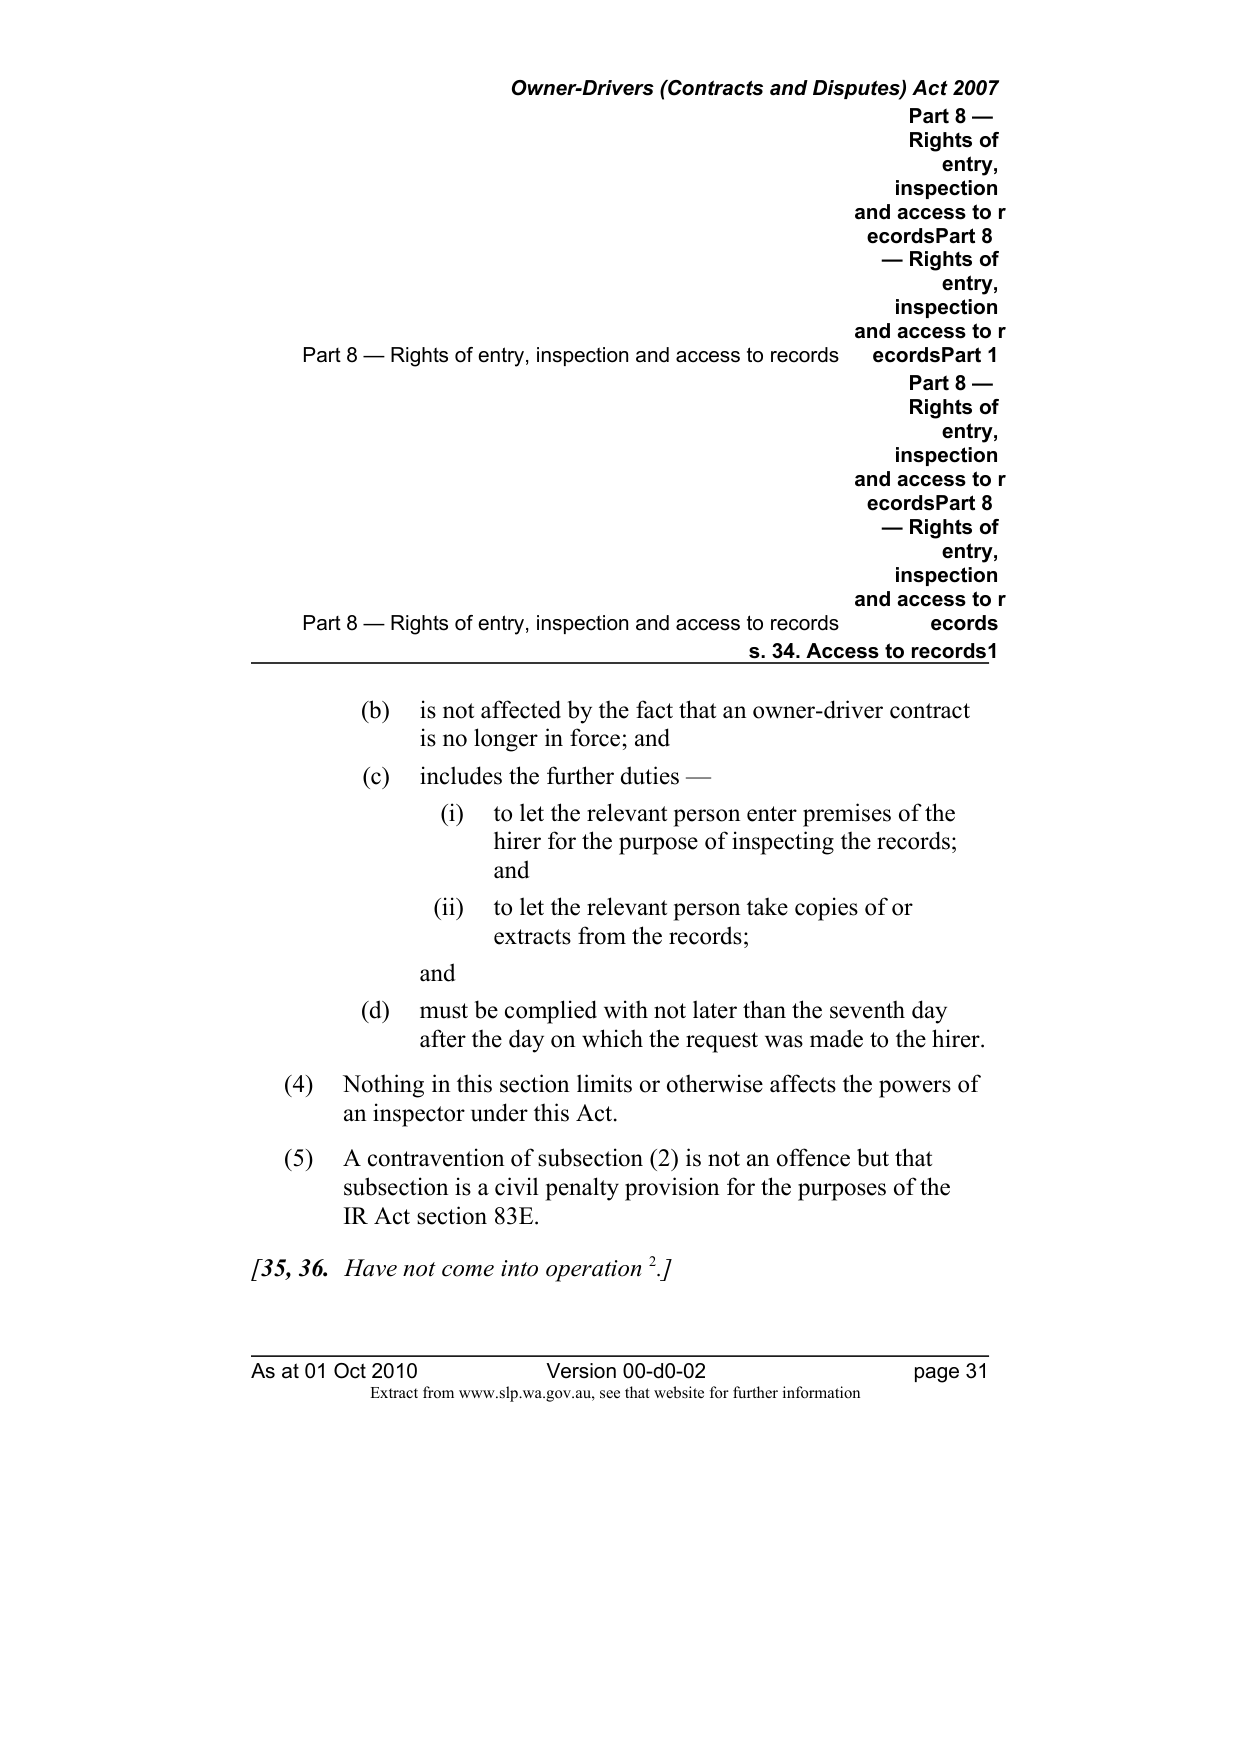 Owner-Drivers (Contracts and Disputes) Act 2007
Part 8 —
Rights of
entry,
inspection
and access to r
ecordsPart 8
— Rights of
entry,
inspection
and access to r
Part 8 — Rights of entry, inspection and access to records ecordsPart 1
Part 8 —
Rights of
entry,
inspection
and access to r
ecordsPart 8
— Rights of
entry,
inspection
and access to r
Part 8 — Rights of entry, inspection and access to records ecords
s. 34. Access to records1
(b) is not affected by the fact that an owner-driver contract
is no longer in force; and
(c) includes the further duties —
(i) to let the relevant person enter premises of the
hirer for the purpose of inspecting the records;
and
(ii) to let the relevant person take copies of or
extracts from the records;
and
(d) must be complied with not later than the seventh day
after the day on which the request was made to the hirer.
(4) Nothing in this section limits or otherwise affects the powers of
an inspector under this Act.
(5) A contravention of subsection (2) is not an offence but that
subsection is a civil penalty provision for the purposes of the
IR Act section 83E.
[35, 36. Have not come into operation 2.]
As at 01 Oct 2010 Version 00-d0-02 page 31
Extract from www.slp.wa.gov.au, see that website for further information